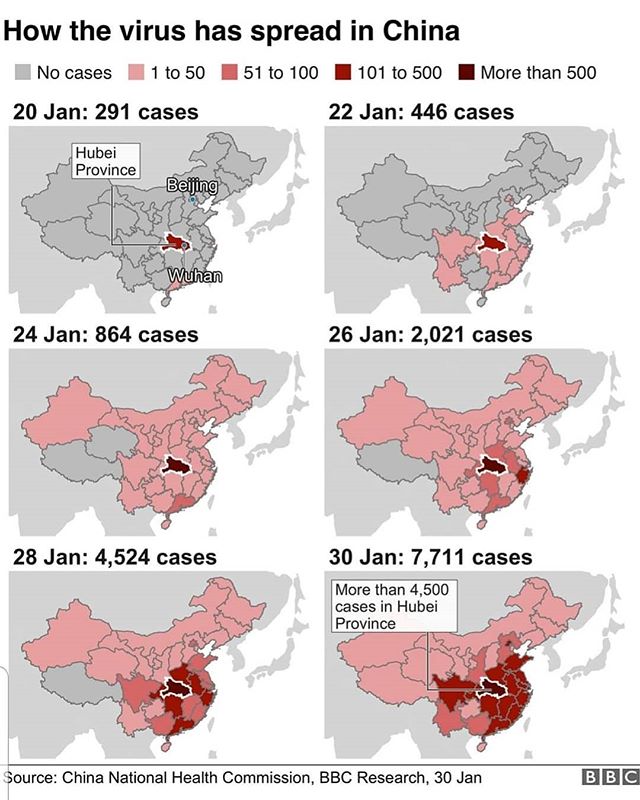 How the virus has spread in China
No cases 1 to 50 51 to 100 101 to 500 More than 500
20 Jan: 291 cases
Hubei
Province
Beijing
Wuhan
22 Jan: 446 cases
24 Jan: 864 cases
26 Jan: 2,021 cases
28 Jan: 4,524 cases
30 Jan: 7,711 cases
More than 4,500
cases in Hubei
Province
Source: China National Health Commission, BBC Research, 30 Jan
BBC